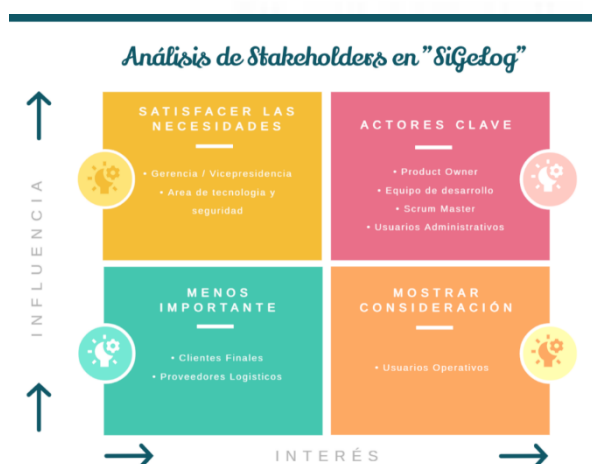 Análisis de Stakeholders en "SiGeLog"
SATISFACER LAS
NECESIDADES
• Gerencia / Vicepresidencia
• Area de tecnologia y
seguridad
ACTORES CLAVE
• Product Owner
• Equipo de desarrollo
• Scrum Master
• Usuarios Administrativos
INFLUENCIA
MENOS
IMPORTANTE
• Clientes Finales
• Proveedores Logisticos
MOSTRAR
CONSIDERACIÓN
• Usuarios Operativos
INTERÉS